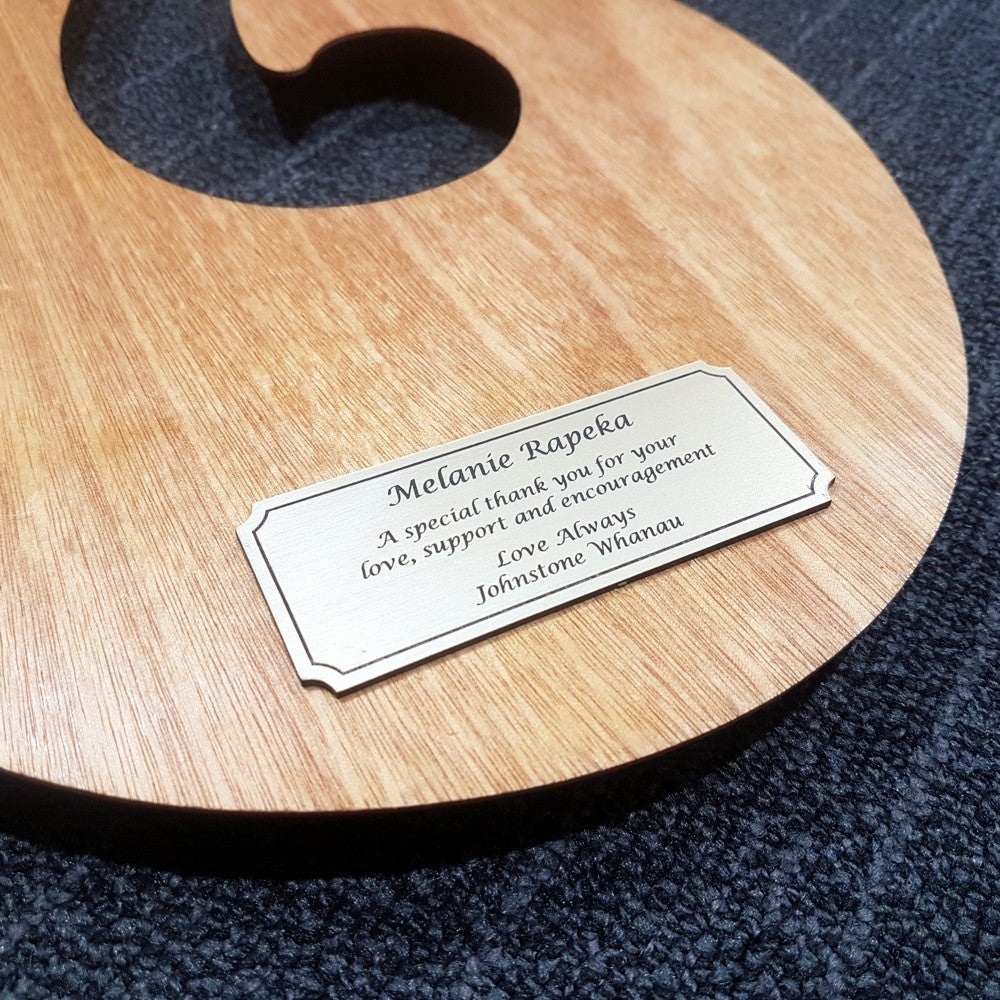 Melanie Rapeka
A special thank you for your
love, support and encouragement
Love Always
Johnstone Whanau